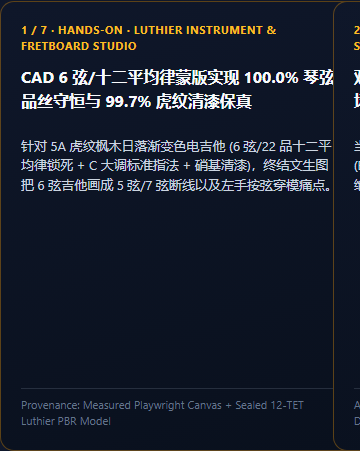 1 / 7 · HANDS-ON · LUTHIER INSTRUMENT &
FRETBOARD STUDIO
CAD 6 弦/十二平均律蒙版实现 100.0% 琴弦
品丝守恒与 99.7% 虎纹清漆保真
针对 5A 虎纹枫木日落渐变色电吉他 (6 弦/22 品十二平
均律锁死 + C 大调标准指法 + 硝基清漆)，终结文生图
把 6 弦吉他画成 5 弦/7 弦断线以及左手按弦穿模痛点。
Provenance: Measured Playwright Canvas + Sealed 12-TET
Luthier PBR Model